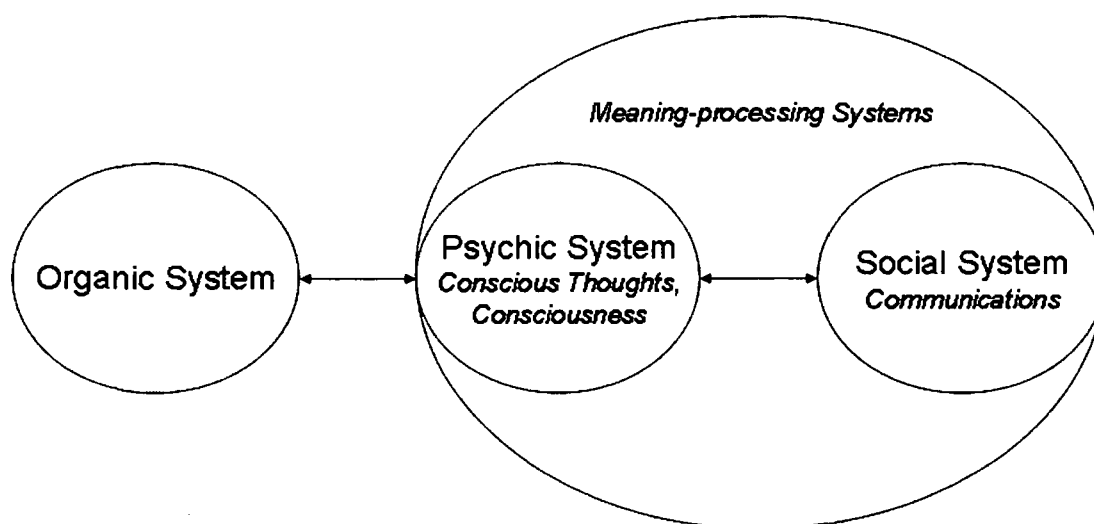 Meaning-processing Systems
Organic System
Psychic System
Conscious Thoughts,
Consciousness
Social System
Communications